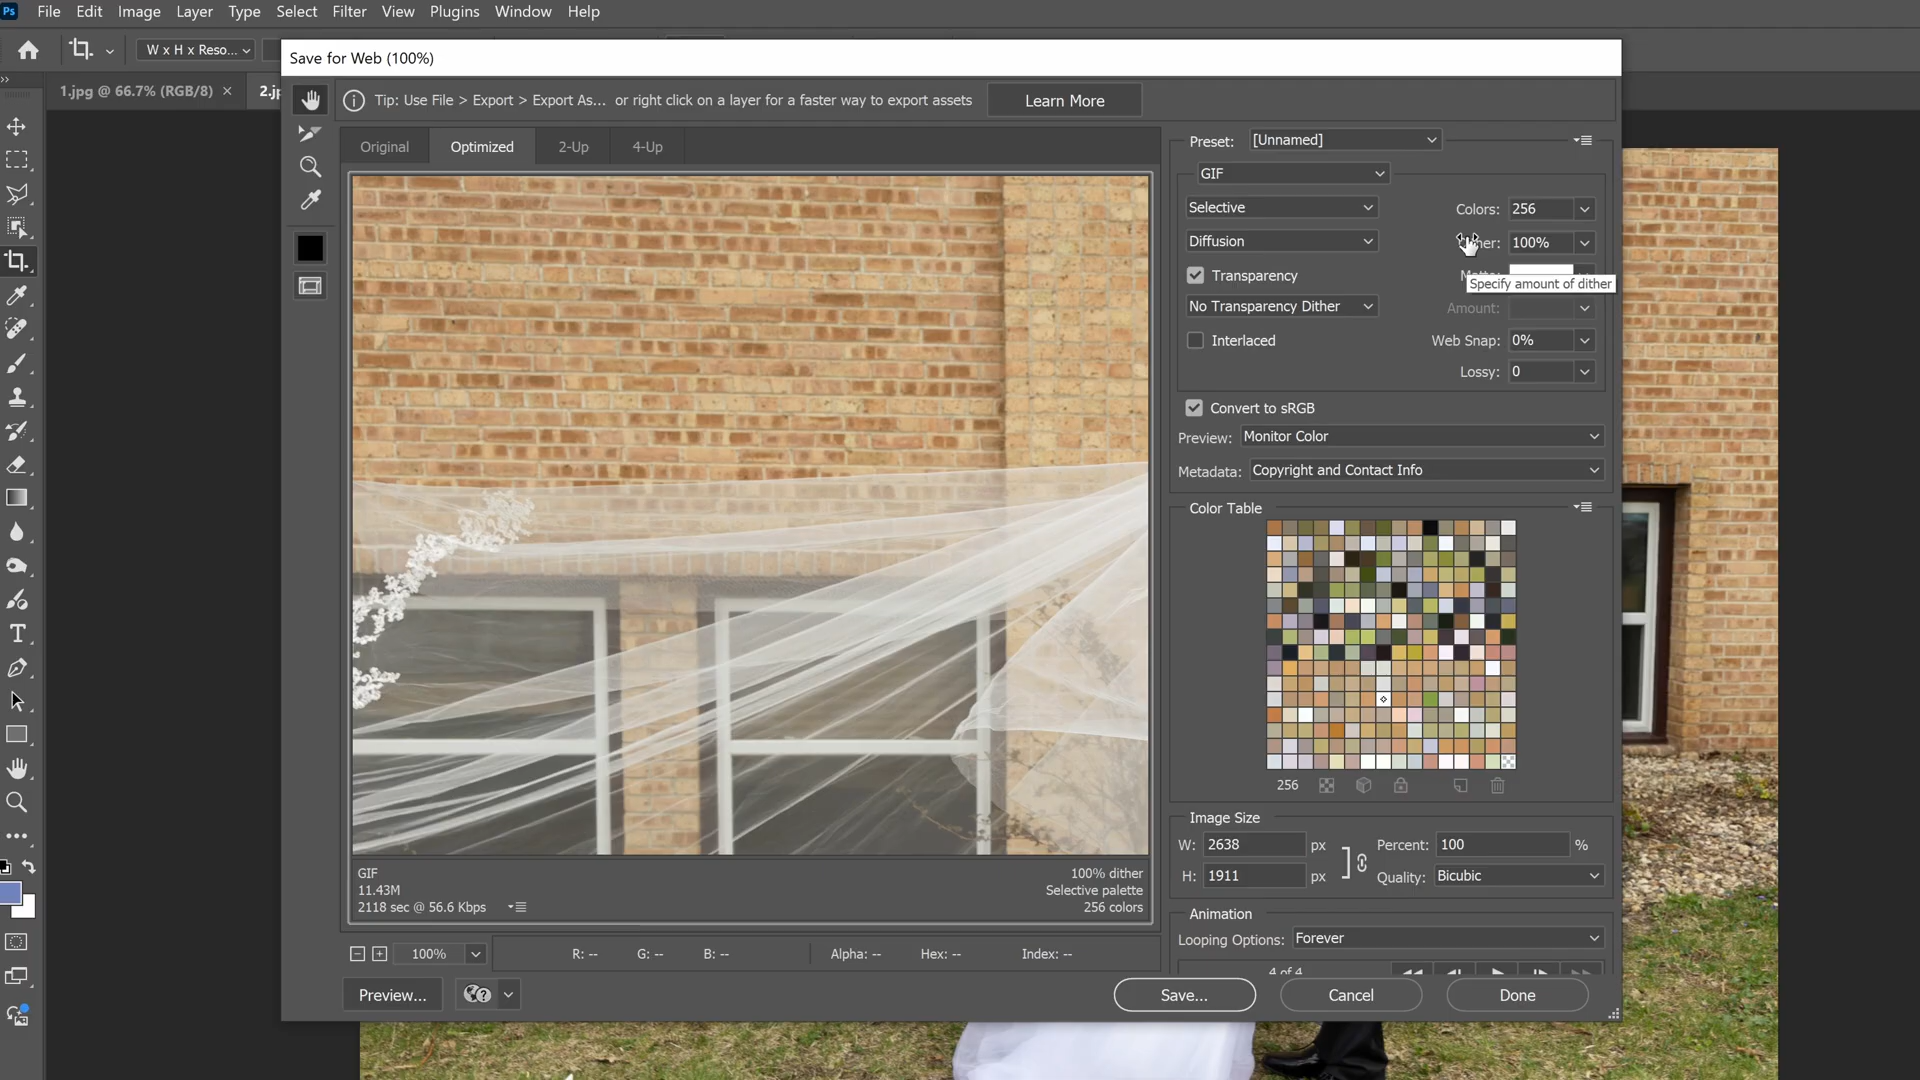 Ps File Edit Image Layer Type Select Filter View Plugins Window Help
W x H x Reso...
1.jpg @ 66.7% (RGB/8) ×
2.j
Save for Web (100%)
Tip: Use File > Export > Export As... or right click on a layer for a faster way to export assets
Learn More
Original Optimized 2-Up 4-Up
Preset: [Unnamed]
GIF
Selective Colors: 256
Diffusion 100%
Transparency
Specify amount of dither
No Transparency Dither Amount:
Interlaced Web Snap: 0%
Lossy: 0
Convert to sRGB
Preview: Monitor Color
Metadata: Copyright and Contact Info
Color Table
256
Image Size
W: 2638 px Percent: 100 %
H: 1911 px Quality: Bicubic
Animation
Looping Options: Forever
4 of 4
GIF 100% dither
11.43M Selective palette
2118 sec @ 56.6 Kbps 256 colors
100% R: -- G: -- B: -- Alpha: -- Hex: -- Index: --
Preview... Save... Cancel Done